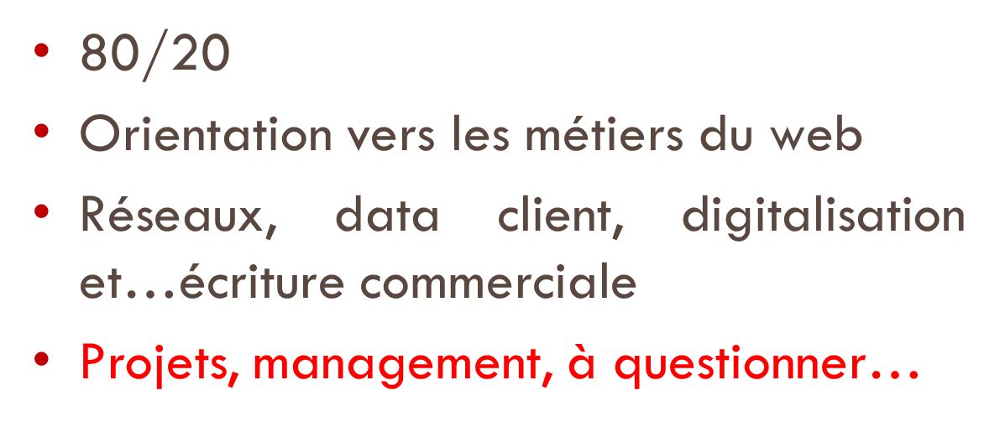 • 80/20
• Orientation vers les métiers du web
• Réseaux, data client, digitalisation
et...écriture commerciale
• Projets, management, à questionner...